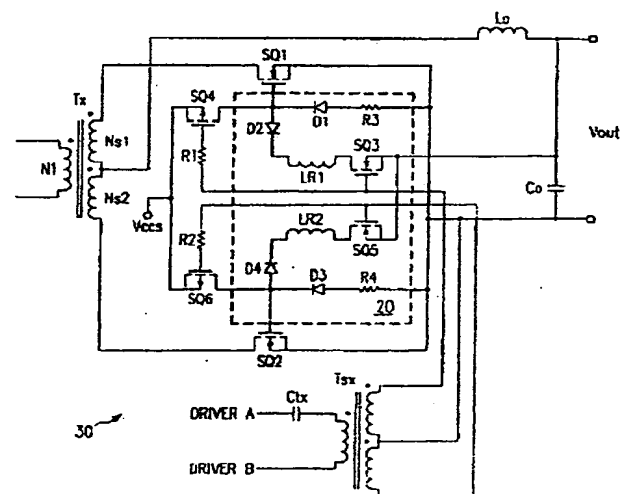 Lo
SQ1
Tx
SQ4
D2
D1
R3
Vout
Ns1
N1
R1
SQ3
LR1
Co
Ns2
Vccs
R2
LR2
SQ5
D4
D3
R4
SQ6
20
SQ2
Tsx
Ctx
DRIVER A
30
DRIVER B